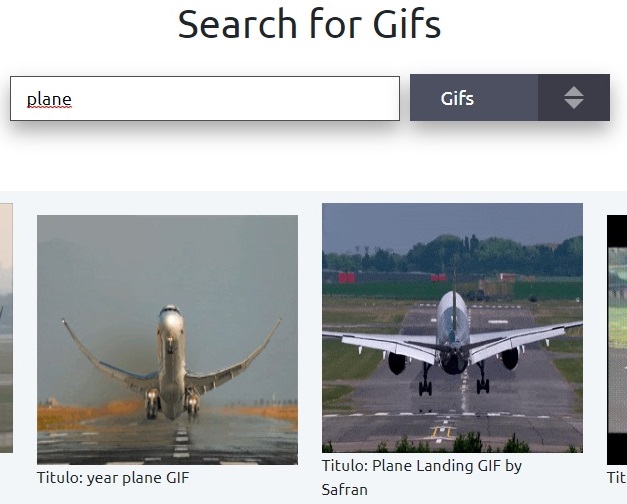 Search for Gifs
plane
Gifs
Titulo: year plane GIF
Titulo: Plane Landing GIF by
Safran
Tit